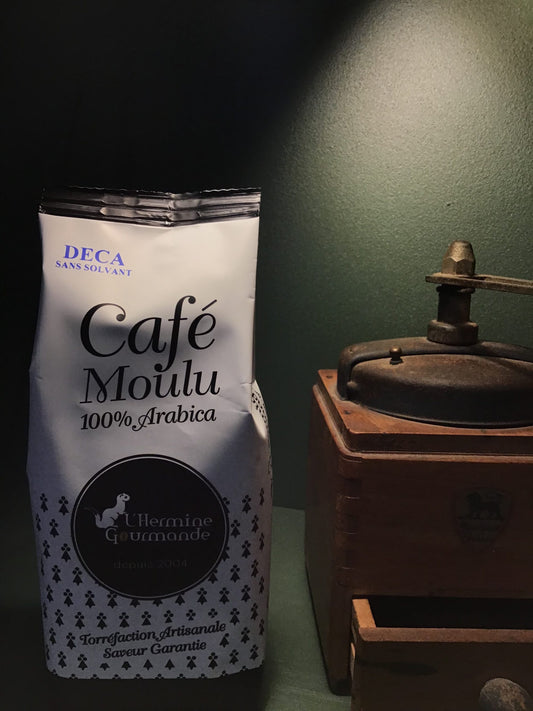 DECA
SANS SOLVANT
Café
Moulu
100% Arabica
L'Hermine
Gourmande
depuis 2004
Torréfaction Artisanale
Saveur Garantie